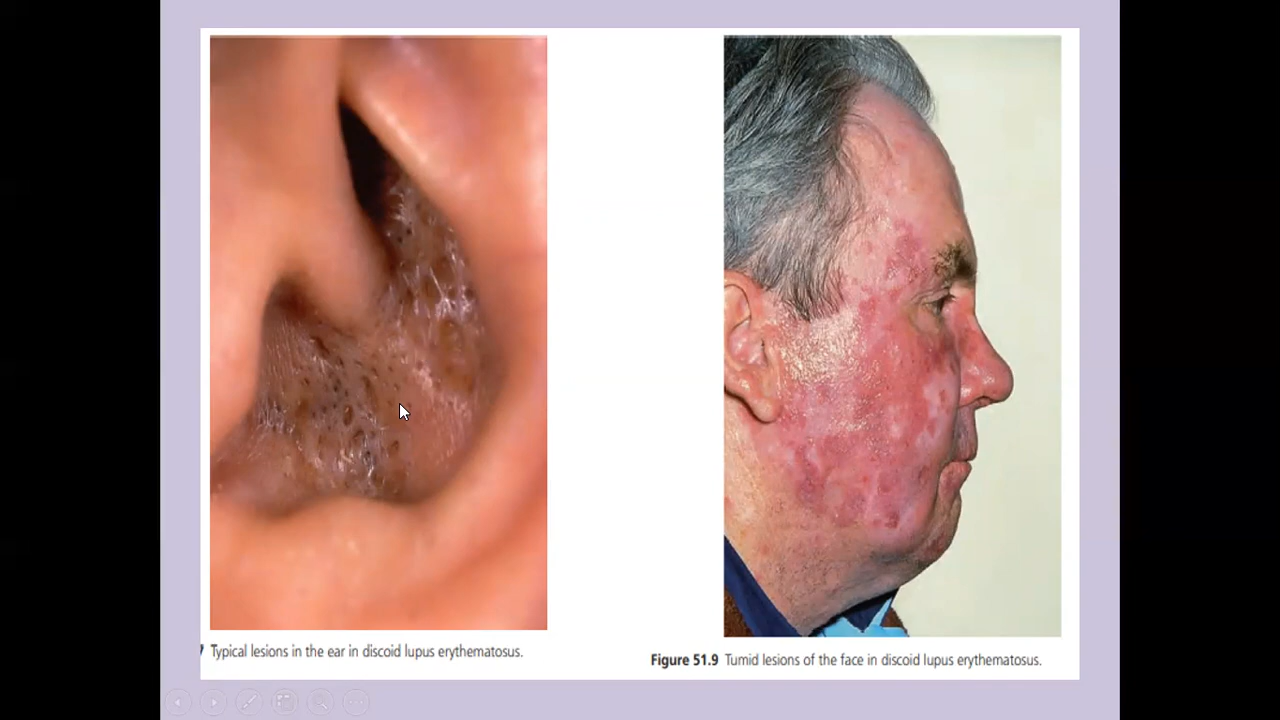 Typical lesions in the ear in discoid lupus erythematosus.
Figure 51.9 Tumid lesions of the face in discoid lupus erythematosus.